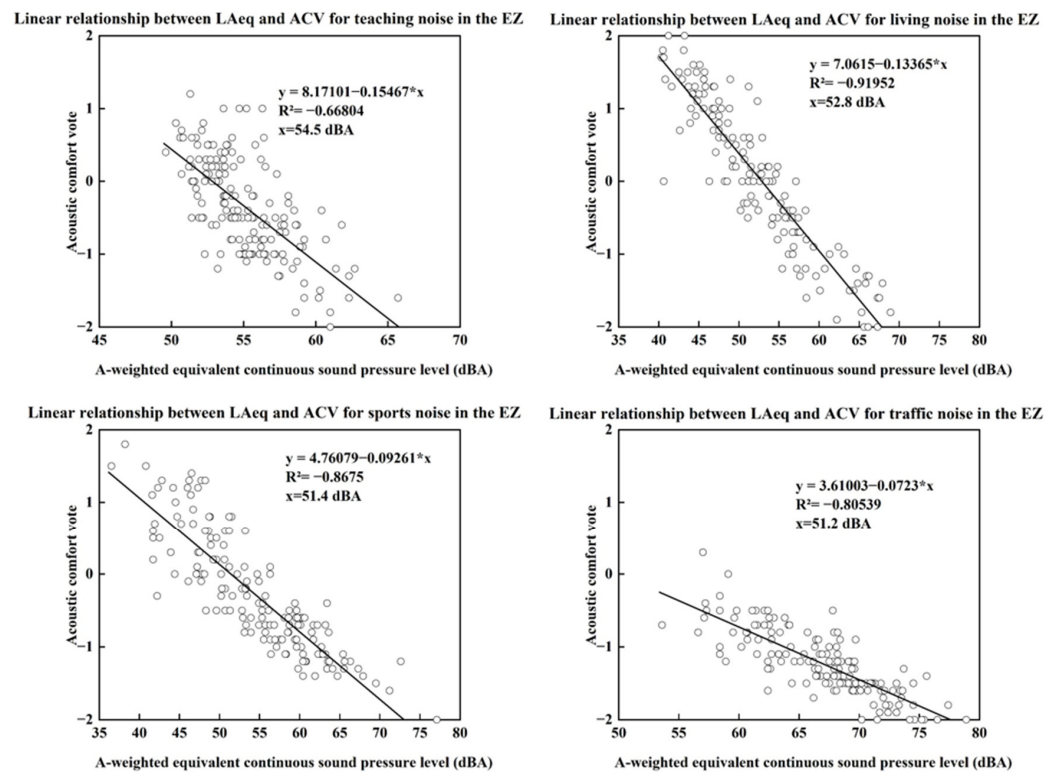 Linear relationship between LAeq and ACV for teaching noise in the EZ
2
1
0
−1
−2
Acoustic comfort vote
y = 8.17101−0.15467*x
R²= −0.66804
x=54.5 dBA
45 50 55 60 65 70
A-weighted equivalent continuous sound pressure level (dBA)
Linear relationship between LAeq and ACV for living noise in the EZ
2
1
0
−1
−2
Acoustic comfort vote
y = 7.0615−0.13365*x
R²= −0.91952
x=52.8 dBA
35 40 45 50 55 60 65 70 75 80
A-weighted equivalent continuous sound pressure level (dBA)
Linear relationship between LAeq and ACV for sports noise in the EZ
2
1
0
−1
−2
Acoustic comfort vote
y = 4.76079−0.09261*x
R²= −0.8675
x=51.4 dBA
35 40 45 50 55 60 65 70 75 80
A-weighted equivalent continuous sound pressure level (dBA)
Linear relationship between LAeq and ACV for traffic noise in the EZ
2
1
0
−1
−2
Acoustic comfort vote
y = 3.61003−0.0723*x
R²= −0.80539
x=51.2 dBA
50 55 60 65 70 75 80
A-weighted equivalent continuous sound pressure level (dBA)